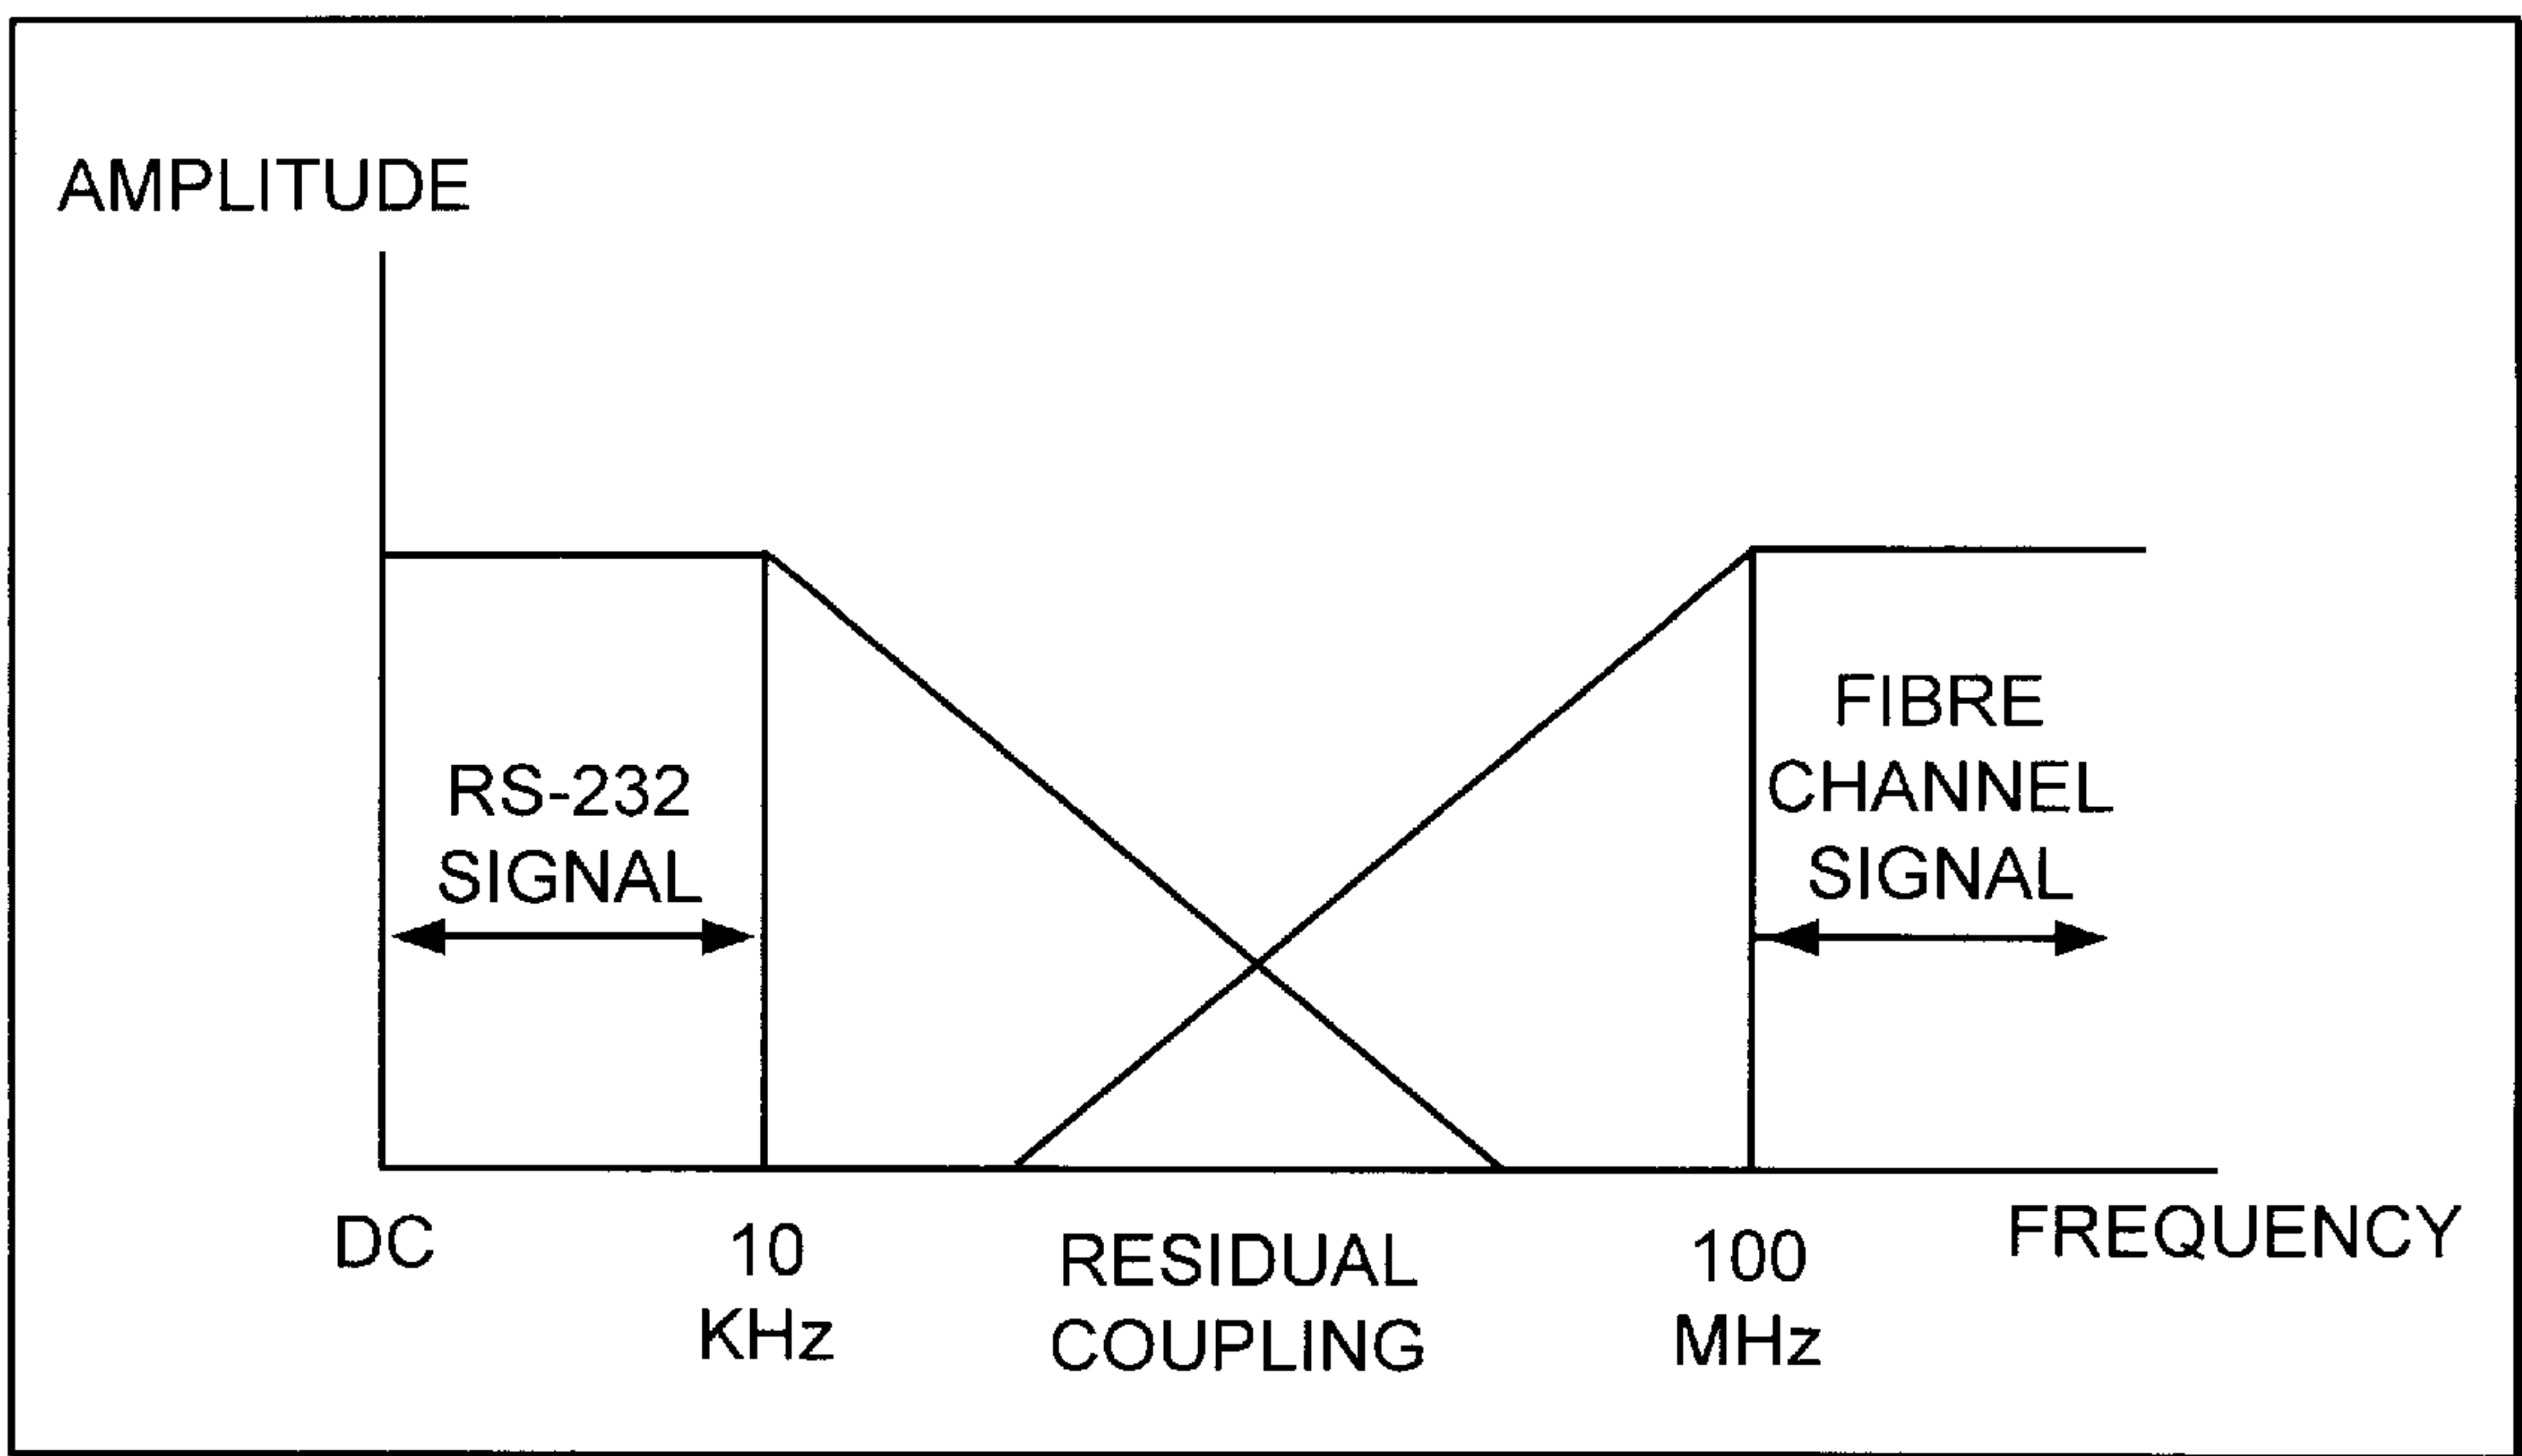 AMPLITUDE
RS-232
SIGNAL
FIBRE
CHANNEL
SIGNAL
DC
10
KHz
RESIDUAL
COUPLING
100
MHz
FREQUENCY